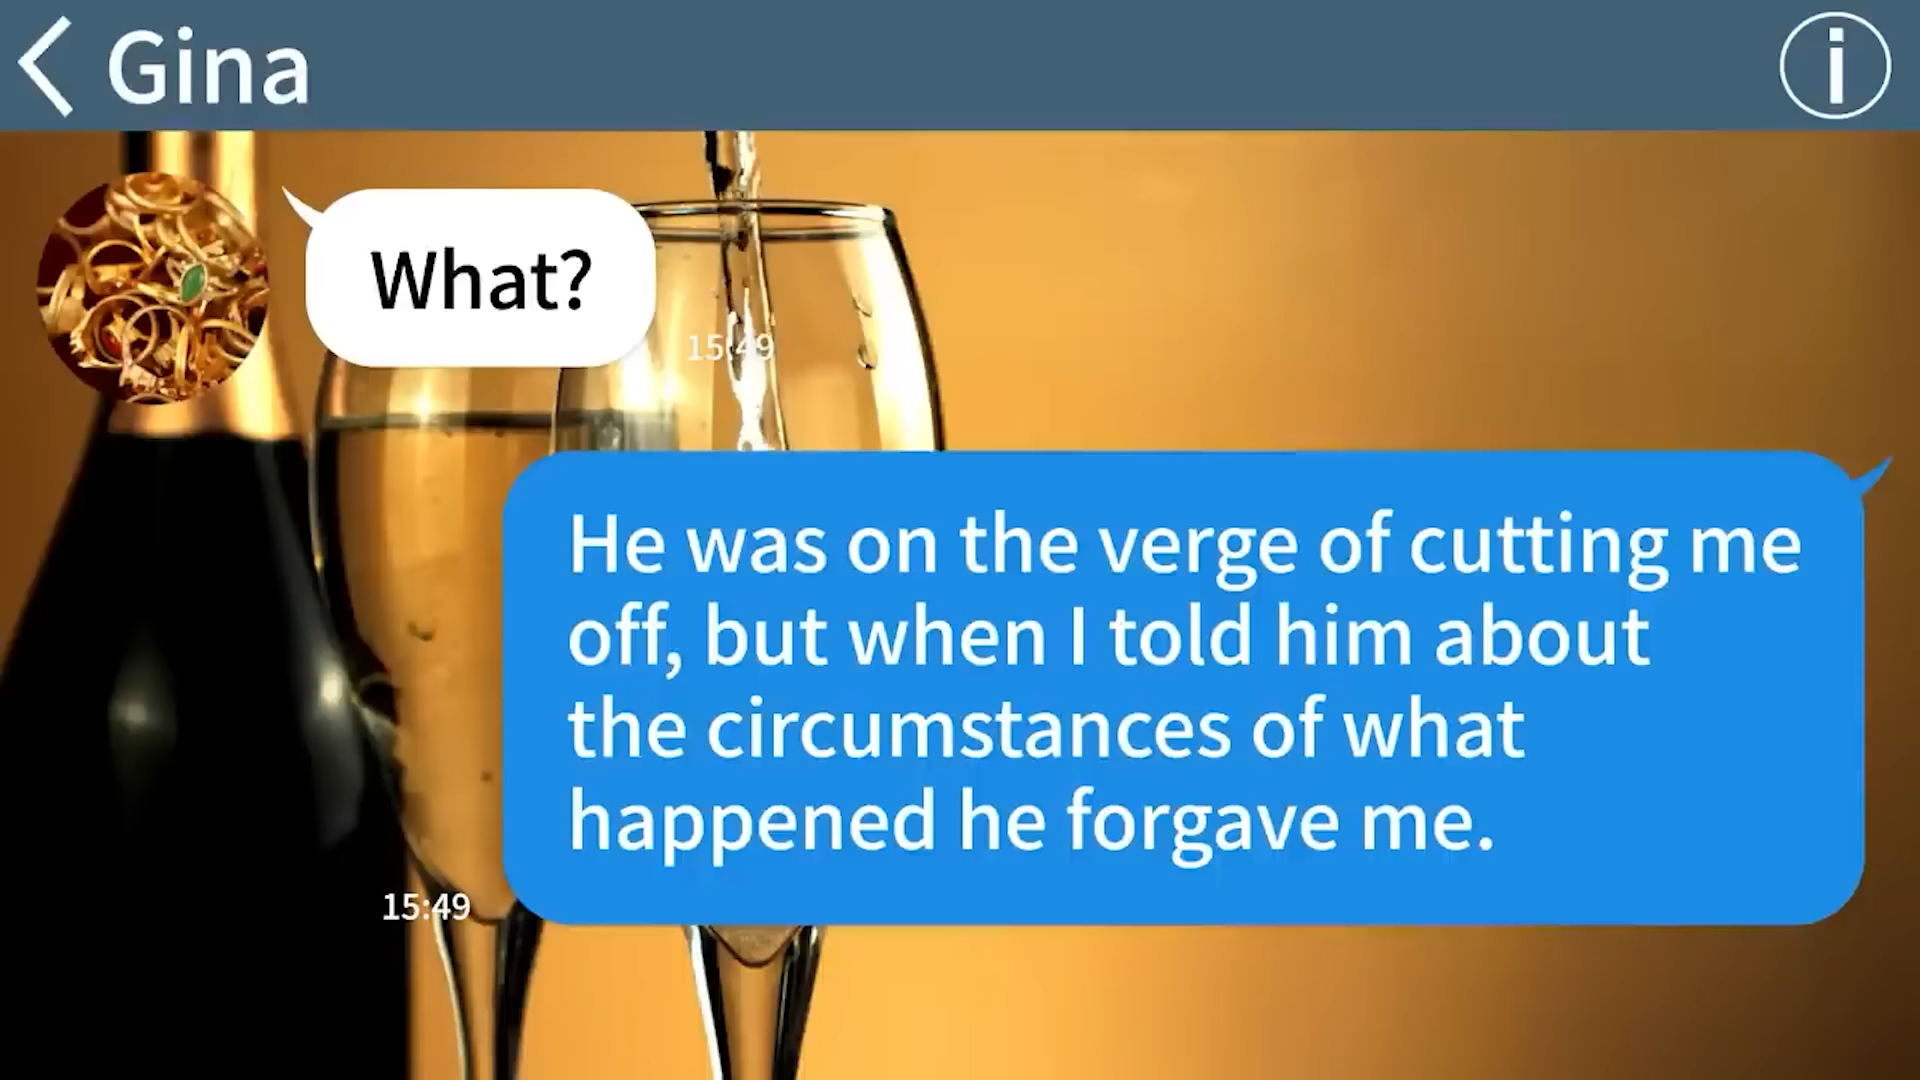 Gina
What?
15:49
He was on the verge of cutting me
off, but when I told him about
the circumstances of what
happened he forgave me.
15:49